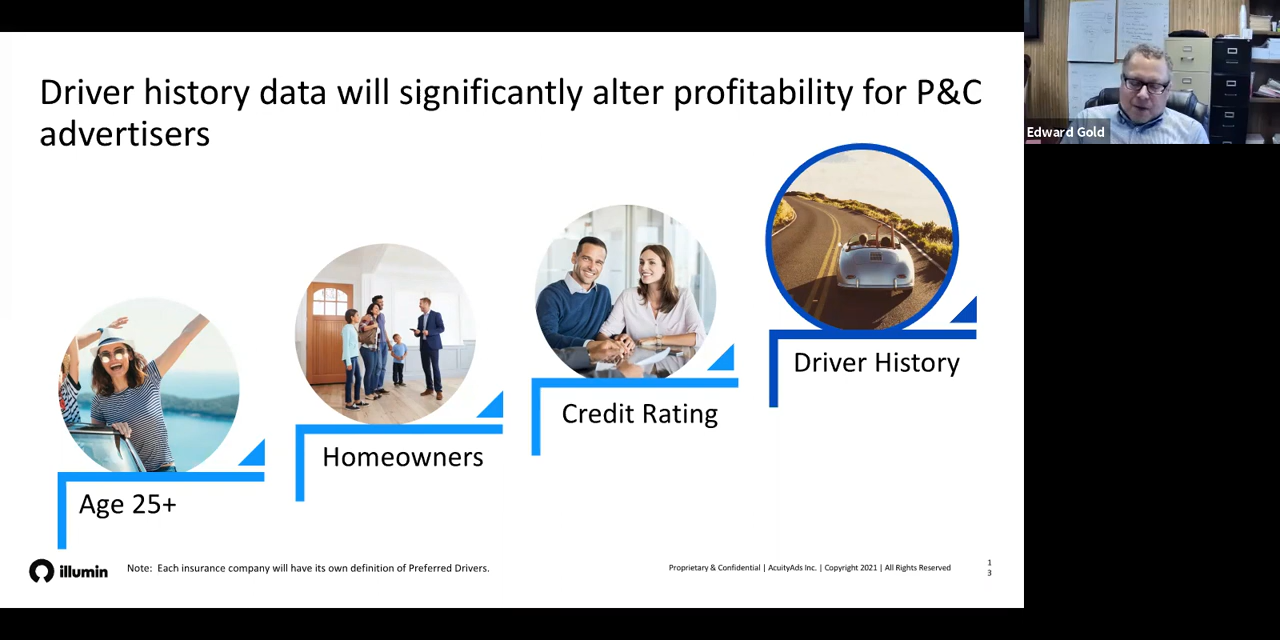 Driver history data will significantly alter profitability for P&C
advertisers
Edward Gold
Driver History
Credit Rating
Homeowners
Age 25+
illumin
Note: Each insurance company will have its own definition of Preferred Drivers.
Proprietary & Confidential | AcuityAds Inc. | Copyright 2021 | All Rights Reserved
1
3